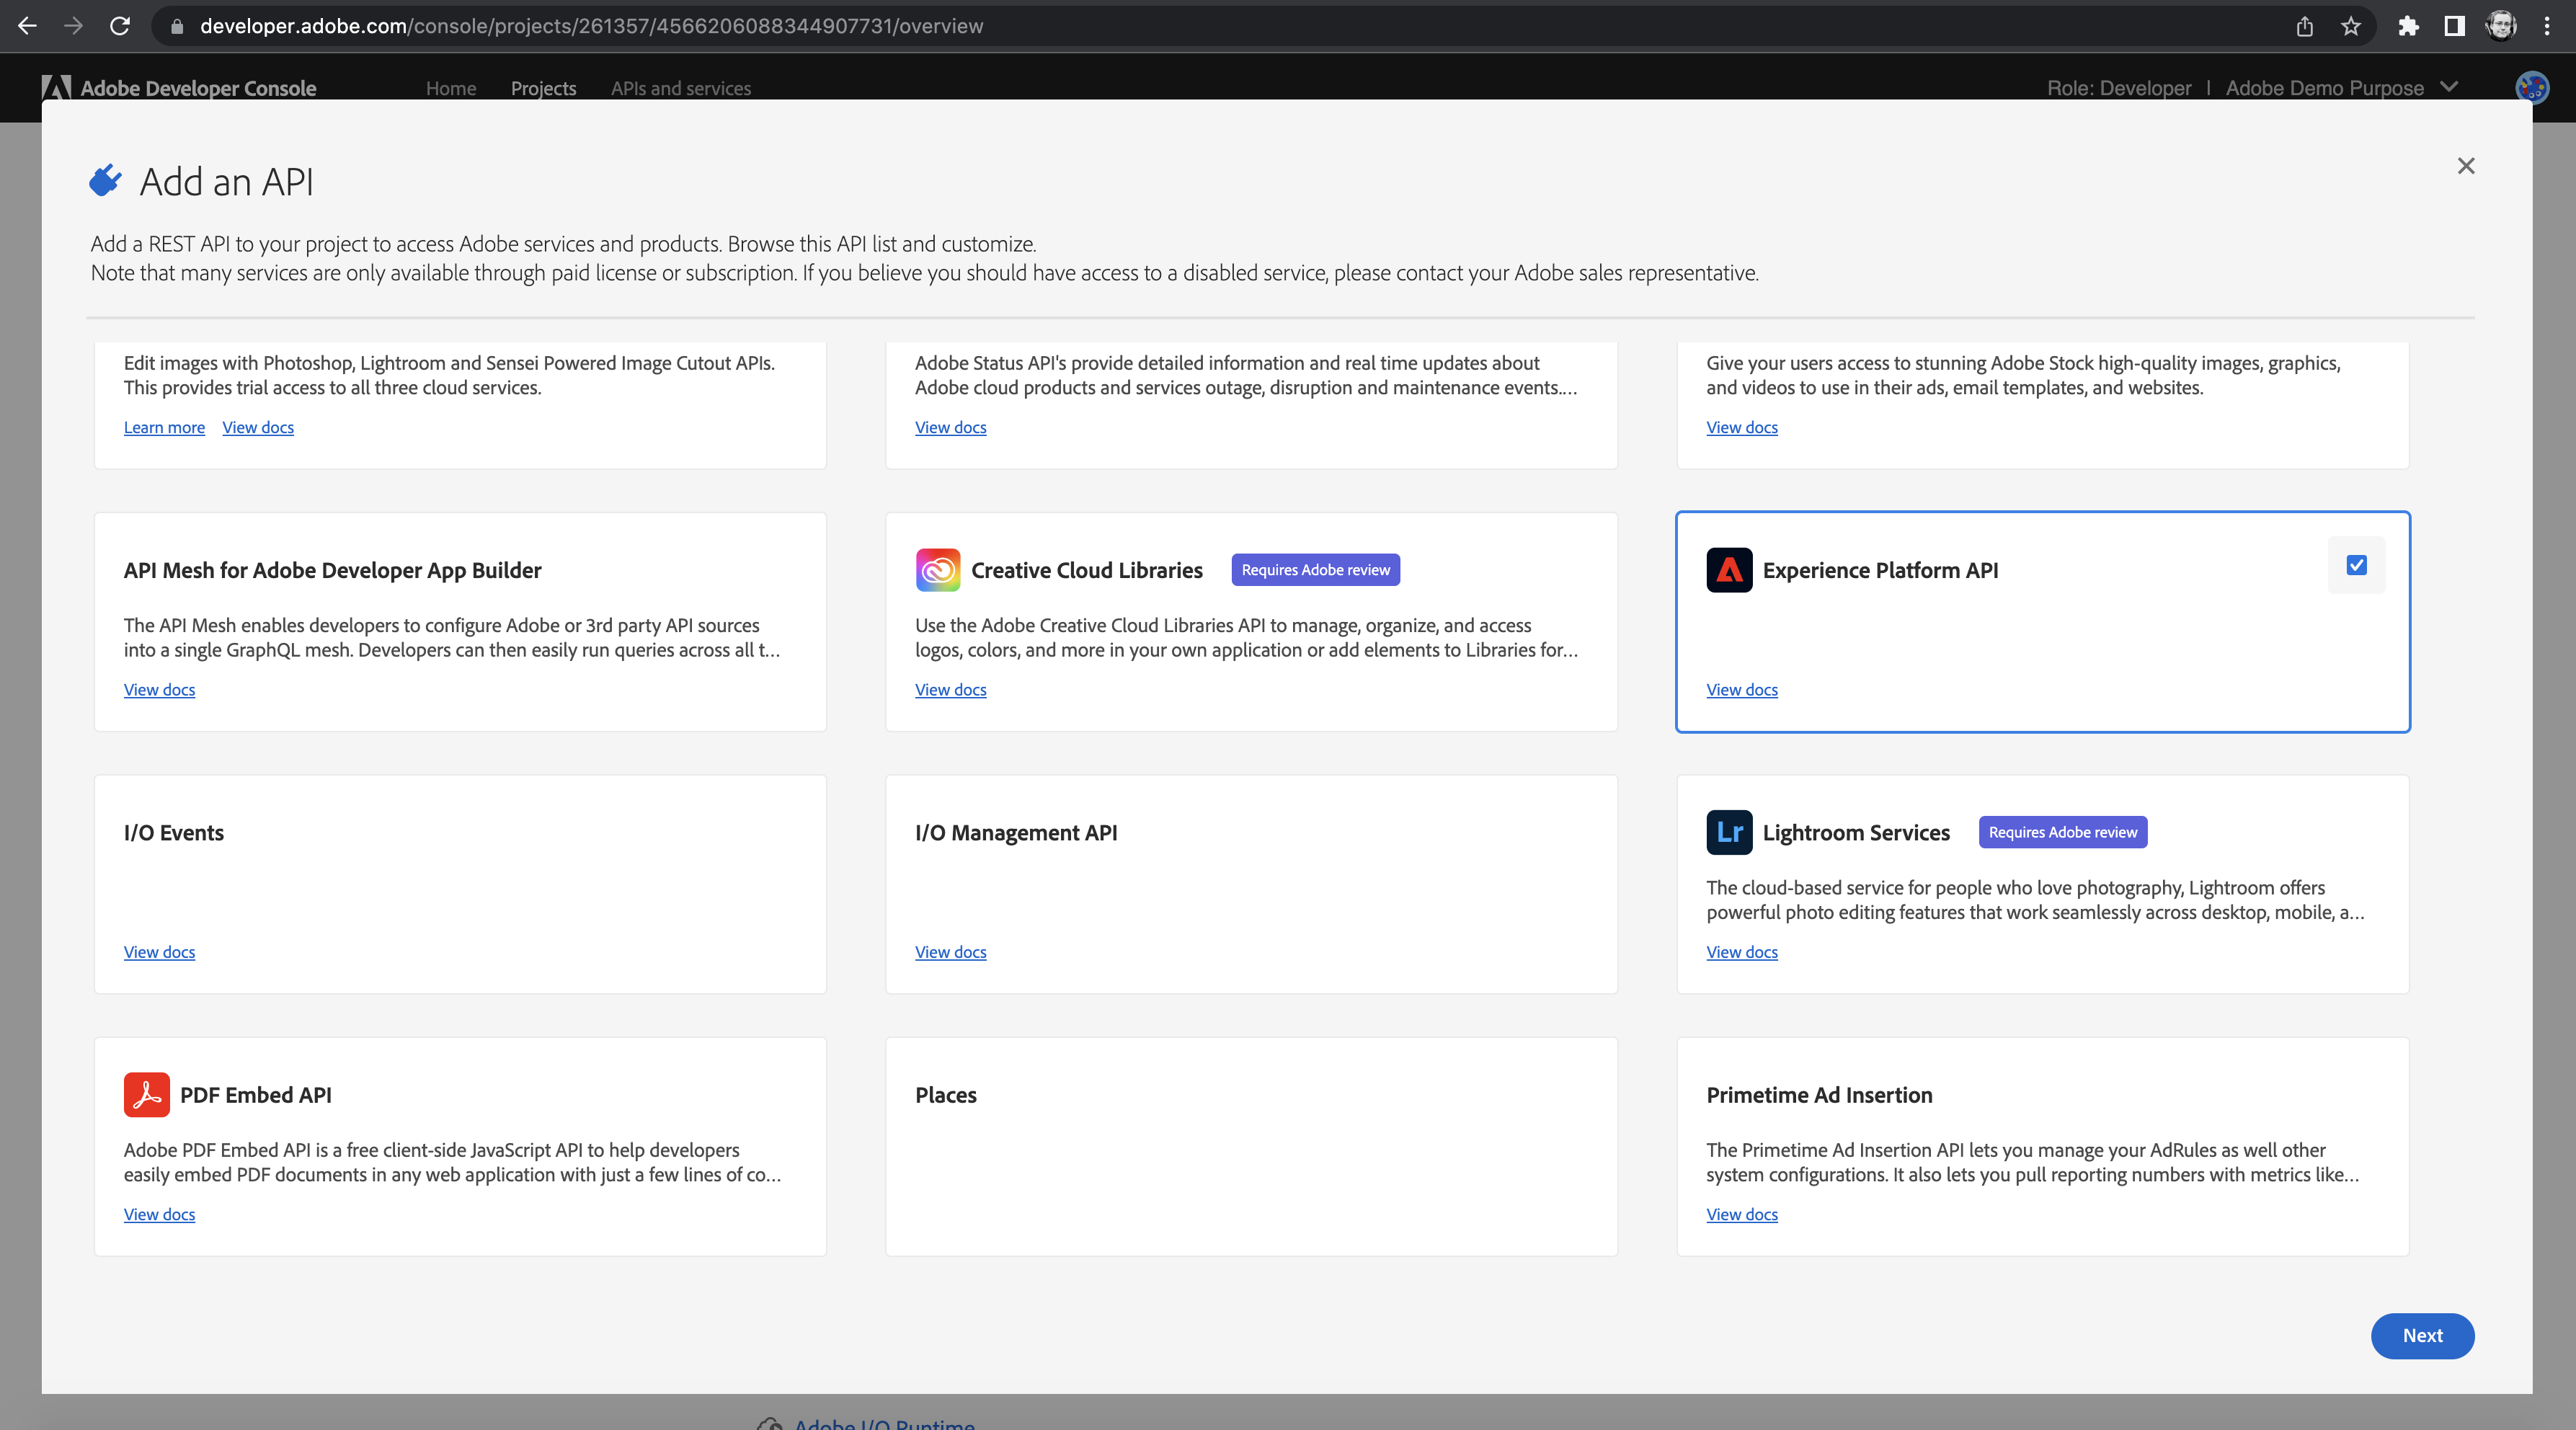 developer.adobe.com/console/projects/261357/4566206088344907731/overview
Adobe Developer Console
Home
Projects
APIs and services
Role: Developer | Adobe Demo Purpose
Add an API
Add a REST API to your project to access Adobe services and products. Browse this API list and customize.
Note that many services are only available through paid license or subscription. If you believe you should have access to a disabled service, please contact your Adobe sales representative.
Edit images with Photoshop, Lightroom and Sensei Powered Image Cutout APIs.
This provides trial access to all three cloud services.
Learn more View docs
Adobe Status API's provide detailed information and real time updates about
Adobe cloud products and services outage, disruption and maintenance events....
View docs
Give your users access to stunning Adobe Stock high-quality images, graphics,
and videos to use in their ads, email templates, and websites.
View docs
API Mesh for Adobe Developer App Builder
The API Mesh enables developers to configure Adobe or 3rd party API sources
into a single GraphQL mesh. Developers can then easily run queries across all t...
View docs
Creative Cloud Libraries Requires Adobe review
Use the Adobe Creative Cloud Libraries API to manage, organize, and access
logos, colors, and more in your own application or add elements to Libraries for...
View docs
Experience Platform API
View docs
I/O Events
View docs
I/O Management API
View docs
Lr Lightroom Services Requires Adobe review
The cloud-based service for people who love photography, Lightroom offers
powerful photo editing features that work seamlessly across desktop, mobile, a...
View docs
PDF Embed API
Adobe PDF Embed API is a free client-side JavaScript API to help developers
easily embed PDF documents in any web application with just a few lines of co...
View docs
Places
Primetime Ad Insertion
The Primetime Ad Insertion API lets you manage your AdRules as well other
system configurations. It also lets you pull reporting numbers with metrics like...
View docs
Next
Adobe I/O Runtime